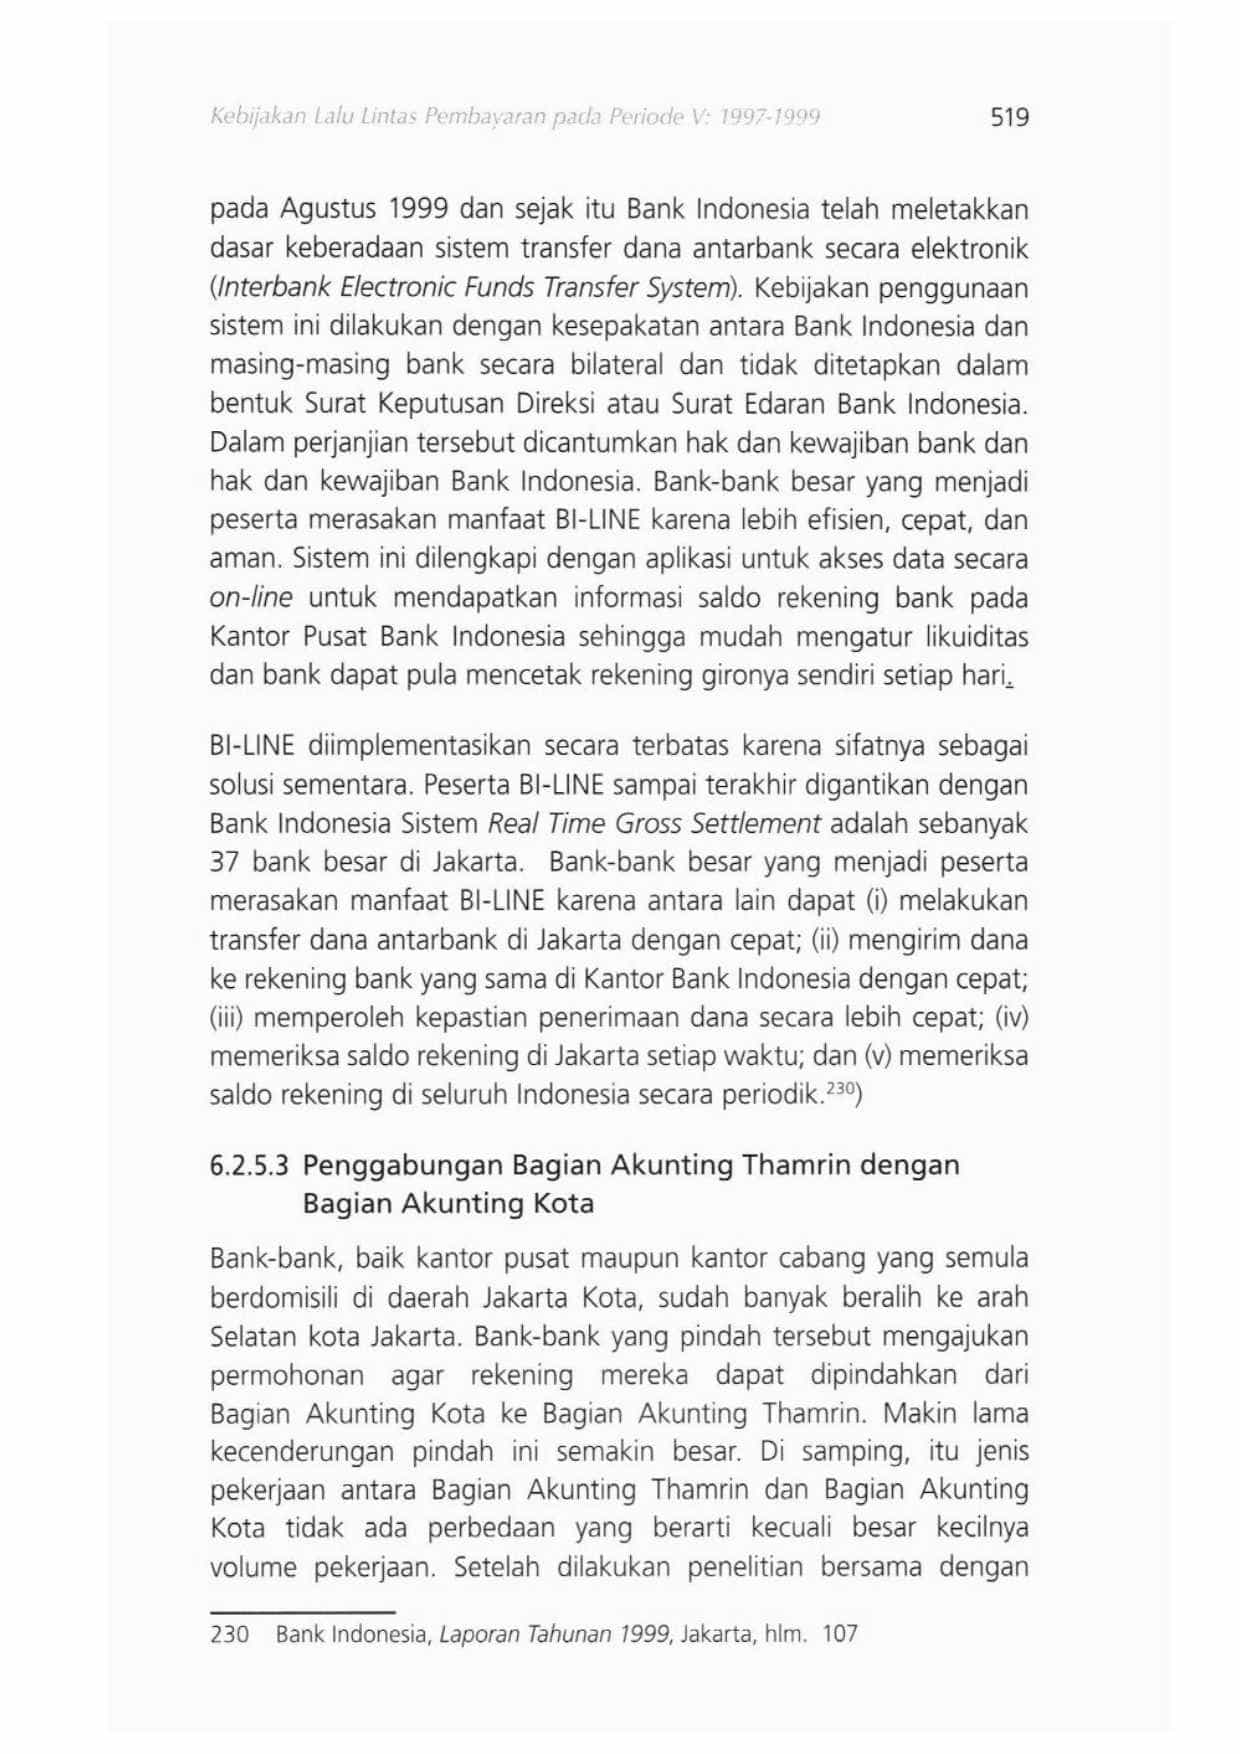 Kebijakan Lalu Lintas Pembayaran pada Periode V: 1997-1999 519
pada Agustus 1999 dan sejak itu Bank Indonesia telah meletakkan
dasar keberadaan sistem transfer dana antarbank secara elektronik
(Interbank Electronic Funds Transfer System). Kebijakan penggunaan
sistem ini dilakukan dengan kesepakatan antara Bank Indonesia dan
masing-masing bank secara bilateral dan tidak ditetapkan dalam
bentuk Surat Keputusan Direksi atau Surat Edaran Bank Indonesia.
Dalam perjanjian tersebut dicantumkan hak dan kewajiban bank dan
hak dan kewajiban Bank Indonesia. Bank-bank besar yang menjadi
peserta merasakan manfaat BI-LINE karena lebih efisien, cepat, dan
aman. Sistem ini dilengkapi dengan aplikasi untuk akses data secara
on-line untuk mendapatkan informasi saldo rekening bank pada
Kantor Pusat Bank Indonesia sehingga mudah mengatur likuiditas
dan bank dapat pula mencetak rekening gironya sendiri setiap hari.
BI-LINE diimplementasikan secara terbatas karena sifatnya sebagai
solusi sementara. Peserta BI-LINE sampai terakhir digantikan dengan
Bank Indonesia Sistem Real Time Gross Settlement adalah sebanyak
37 bank besar di Jakarta. Bank-bank besar yang menjadi peserta
merasakan manfaat BI-LINE karena antara lain dapat (i) melakukan
transfer dana antarbank di Jakarta dengan cepat; (ii) mengirim dana
ke rekening bank yang sama di Kantor Bank Indonesia dengan cepat;
(iii) memperoleh kepastian penerimaan dana secara lebih cepat; (iv)
memeriksa saldo rekening di Jakarta setiap waktu; dan (v) memeriksa
saldo rekening di seluruh Indonesia secara periodik.230)
6.2.5.3 Penggabungan Bagian Akunting Thamrin dengan
Bagian Akunting Kota
Bank-bank, baik kantor pusat maupun kantor cabang yang semula
berdomisili di daerah Jakarta Kota, sudah banyak beralih ke arah
Selatan kota Jakarta. Bank-bank yang pindah tersebut mengajukan
permohonan agar rekening mereka dapat dipindahkan dari
Bagian Akunting Kota ke Bagian Akunting Thamrin. Makin lama
kecenderungan pindah ini semakin besar. Di samping, itu jenis
pekerjaan antara Bagian Akunting Thamrin dan Bagian Akunting
Kota tidak ada perbedaan yang berarti kecuali besar kecilnya
volume pekerjaan. Setelah dilakukan penelitian bersama dengan
230 Bank Indonesia, Laporan Tahunan 1999, Jakarta, hlm. 107